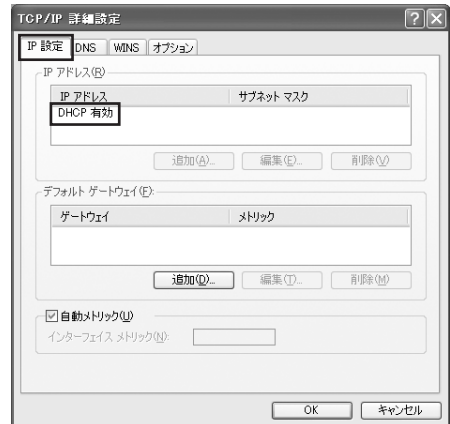 TCP/IP 詳細設定
IP 設定 DNS WINS オプション
IP アドレス(R)
IP アドレス サブネット マスク
DHCP 有効
追加(A)... 編集(E)... 削除(V)
デフォルト ゲートウェイ(F):
ゲートウェイ メトリック
追加(D)... 編集(T)... 削除(M)
自動メトリック(U)
インターフェイス メトリック(N):
OK キャンセル